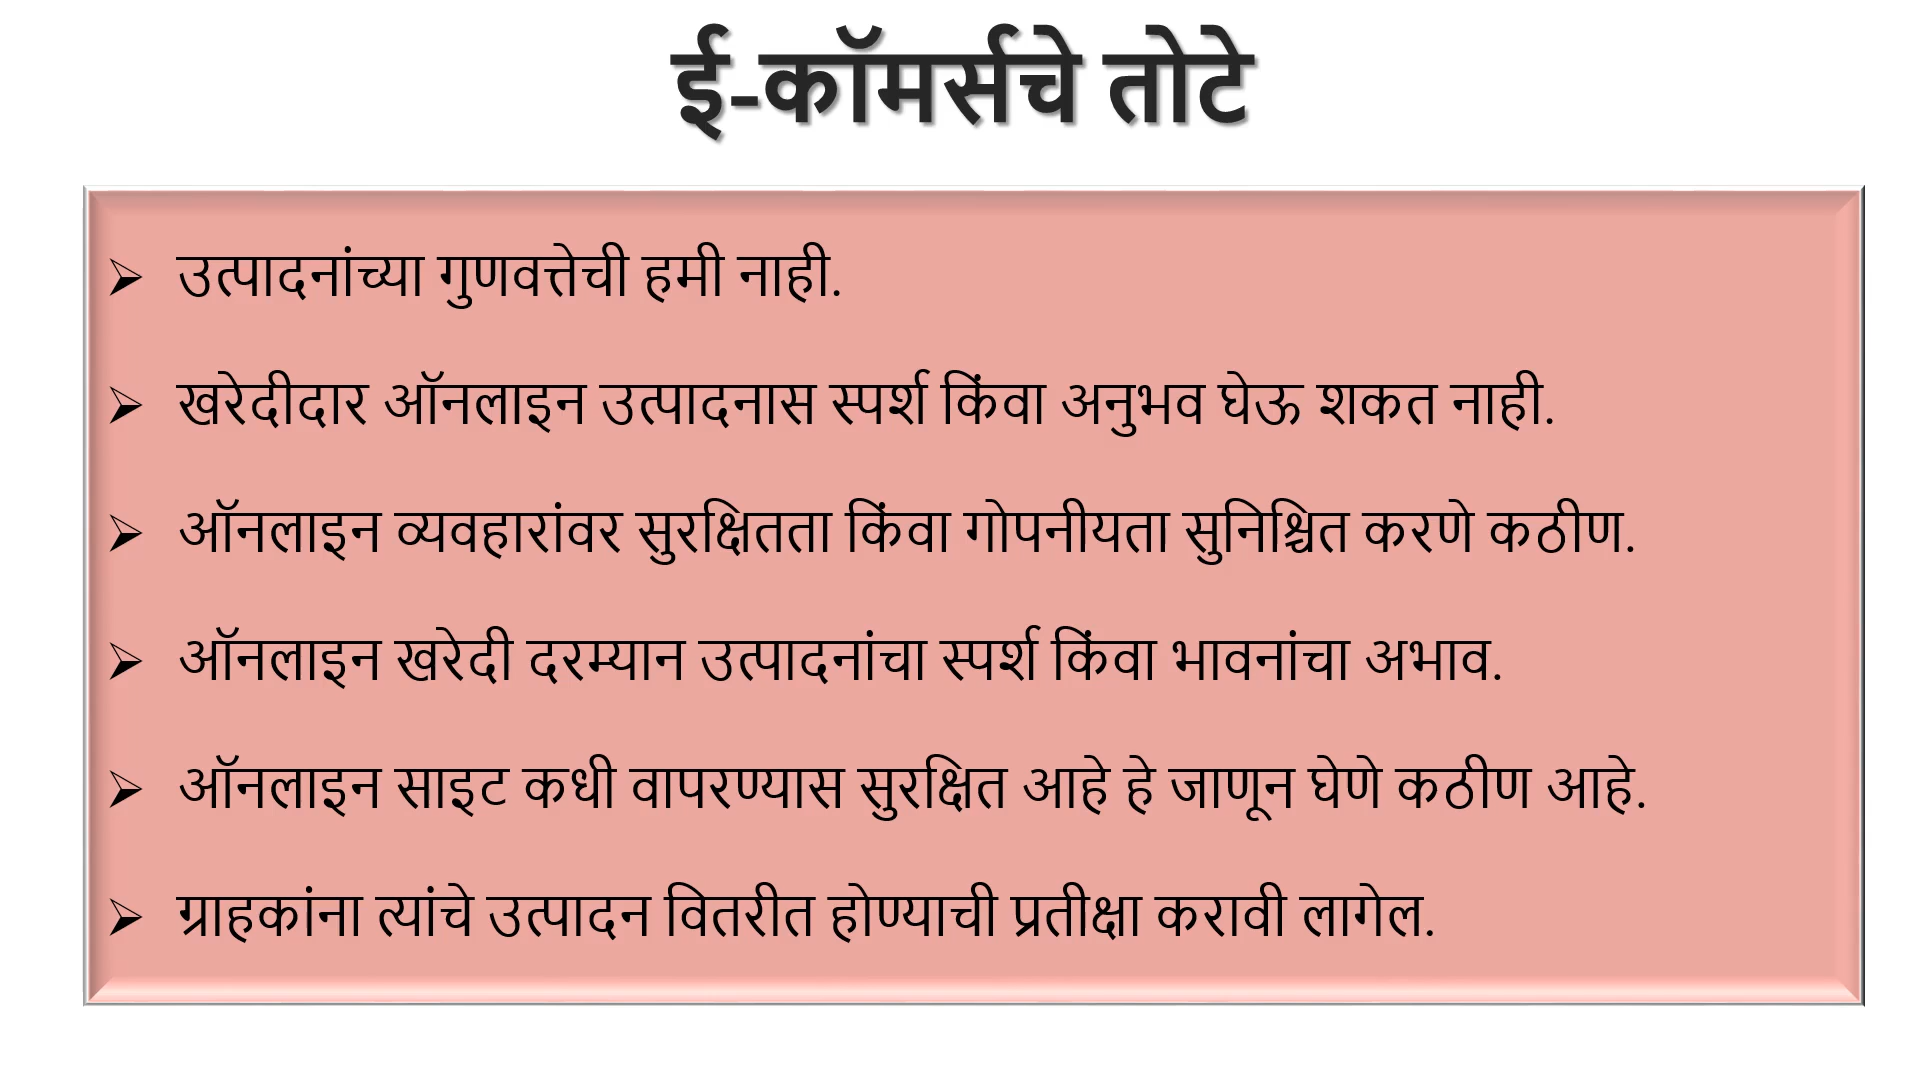 ई-कॉमर्सचे तोटे
➢ उत्पादनांच्या गुणवत्तेची हमी नाही.
➢ खरेदीदार ऑनलाइन उत्पादनास स्पर्श किंवा अनुभव घेऊ शकत नाही.
➢ ऑनलाइन व्यवहारांवर सुरक्षितता किंवा गोपनीयता सुनिश्चित करणे कठीण.
➢ ऑनलाइन खरेदी दरम्यान उत्पादनांचा स्पर्श किंवा भावनांचा अभाव.
➢ ऑनलाइन साइट कधी वापरण्यास सुरक्षित आहे हे जाणून घेणे कठीण आहे.
➢ ग्राहकांना त्यांचे उत्पादन वितरीत होण्याची प्रतीक्षा करावी लागेल.